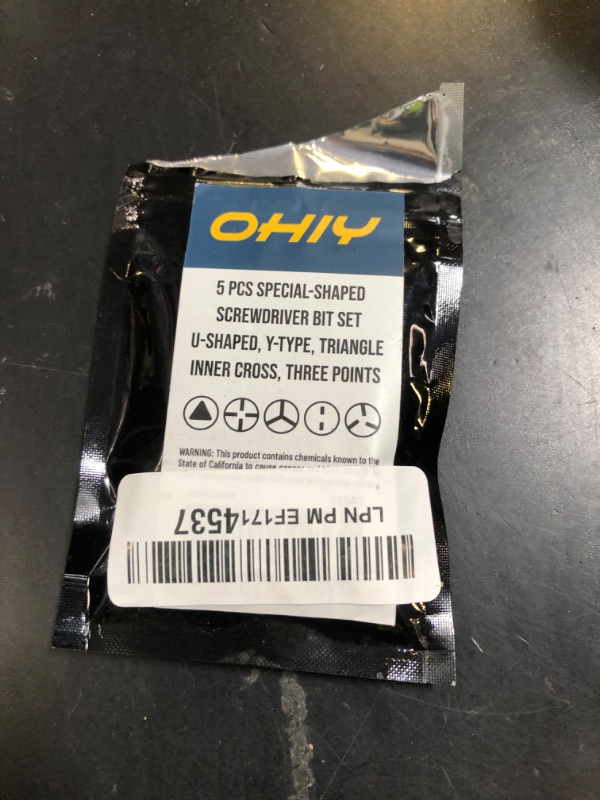 OHIY
5 PCS SPECIAL-SHAPED
SCREWDRIVER BIT SET
U-SHAPED, Y-TYPE, TRIANGLE
INNER CROSS, THREE POINTS
WARNING: This product contains chemicals known to the
State of California to cause
LPN PM EF17114537